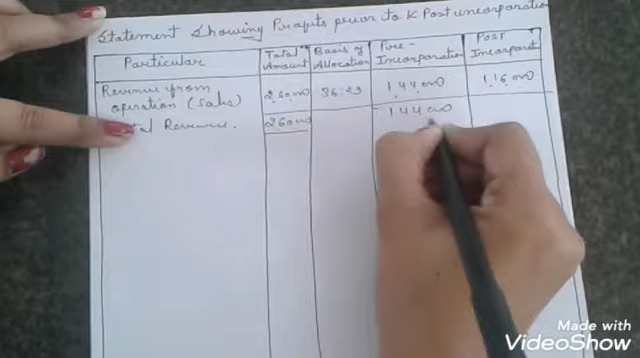 Statement Showing Profits prior to & Post incorporation
Particular
Total Amount
Basis of Allocation
Pre-Incorporation
Post Incorporat
Revenue from operation (Sales)
2,60,000
36:29
1,44,000
1,16,000
Total Revenue.
260000
144000
Made with
VideoShow